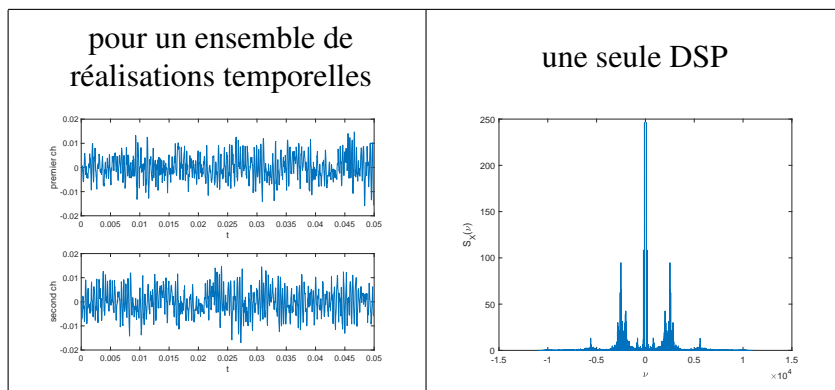 pour un ensemble de
réalisations temporelles
0.02
0.01
0
-0.01
-0.02
premier ch
0 0.005 0.01 0.015 0.02 0.025 0.03 0.035 0.04 0.045 0.05
t
0.02
0.01
0
-0.01
-0.02
second ch
0 0.005 0.01 0.015 0.02 0.025 0.03 0.035 0.04 0.045 0.05
t
une seule DSP
250
200
150
100
50
0
S_X(ν)
-1.5 -1 -0.5 0 0.5 1 1.5
ν
×10^4